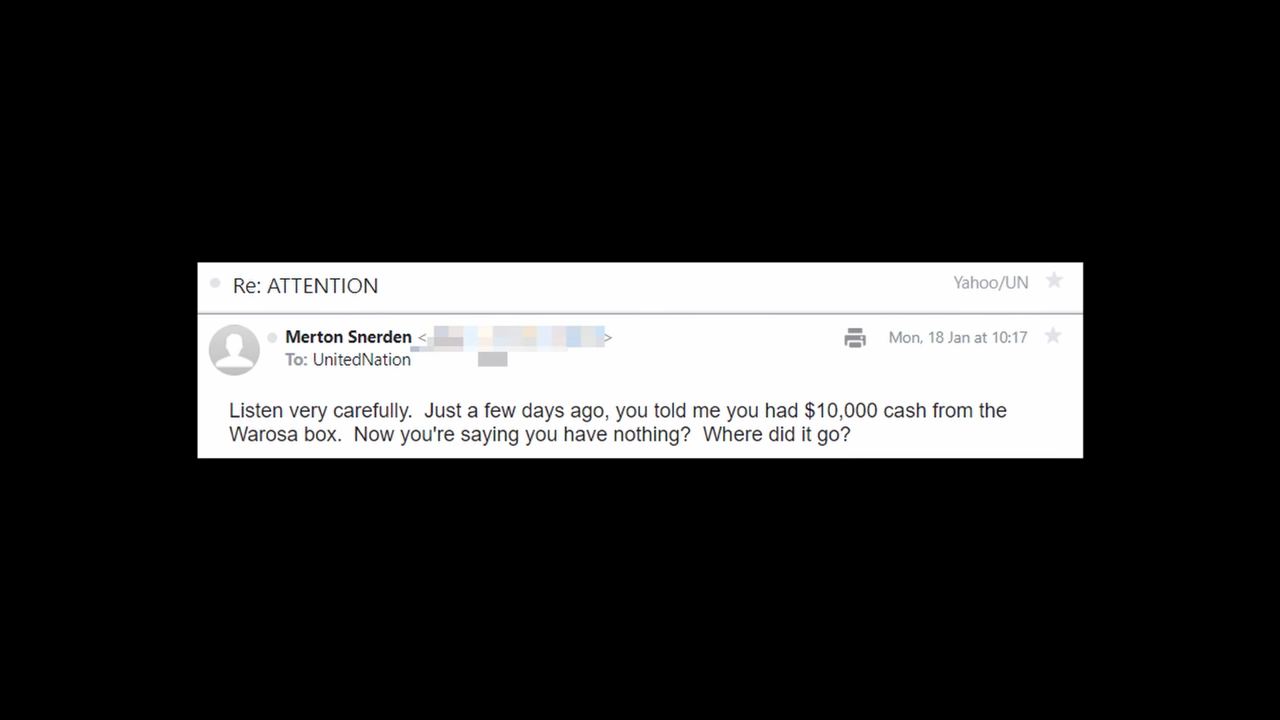 Re: ATTENTION
Yahoo/UN
Merton Snerden < >
Mon, 18 Jan at 10:17
To: UnitedNation
Listen very carefully.  Just a few days ago, you told me you had $10,000 cash from the
Warosa box.  Now you're saying you have nothing?  Where did it go?